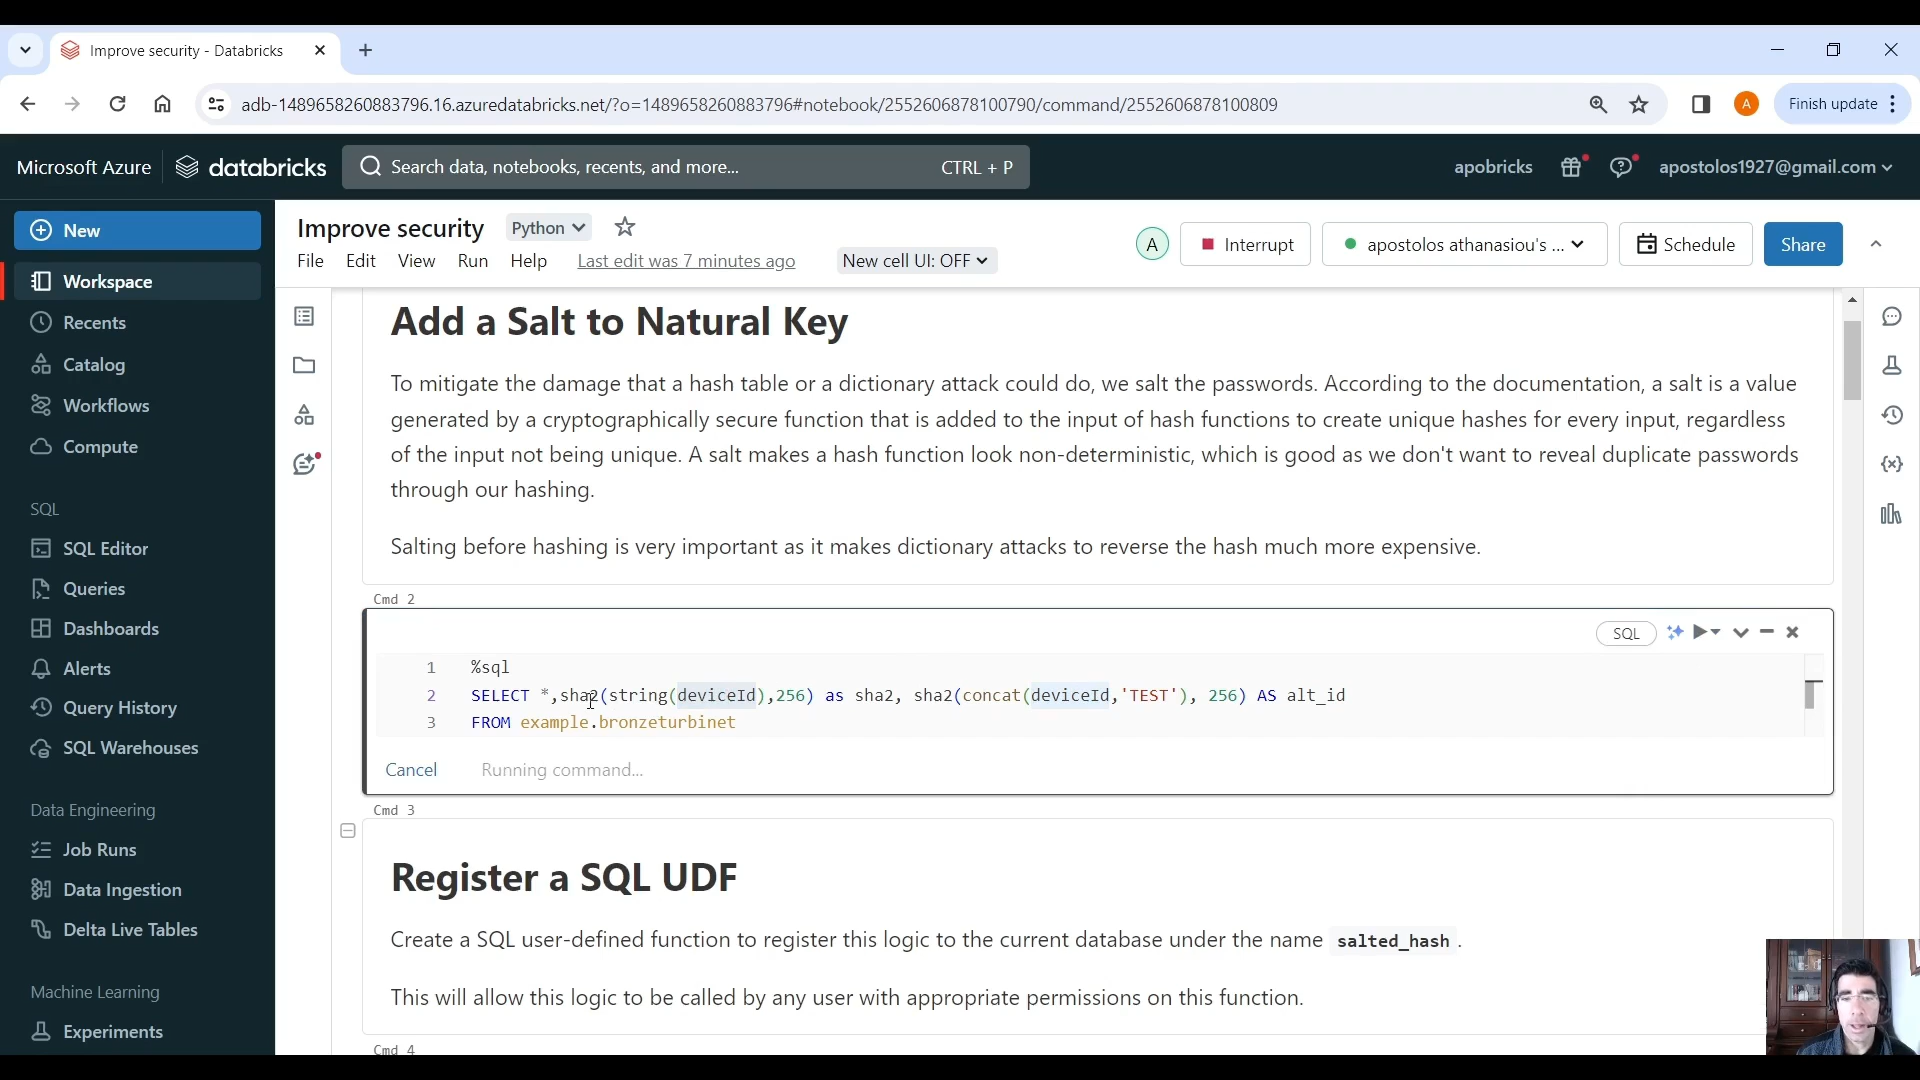 Improve security - Databricks
adb-1489658260883796.16.azuredatabricks.net/?o=1489658260883796#notebook/2552606878100790/command/2552606878100809
A
Finish update
Microsoft Azure
databricks
Search data, notebooks, recents, and more...
CTRL + P
apobricks
apostolos1927@gmail.com
New
Workspace
Recents
Catalog
Workflows
Compute
SQL
SQL Editor
Queries
Dashboards
Alerts
Query History
SQL Warehouses
Data Engineering
Job Runs
Data Ingestion
Delta Live Tables
Machine Learning
Experiments
Improve security
Python
File
Edit
View
Run
Help
Last edit was 7 minutes ago
New cell UI: OFF
A
Interrupt
apostolos athanasiou's ...
Schedule
Share
Add a Salt to Natural Key
To mitigate the damage that a hash table or a dictionary attack could do, we salt the passwords. According to the documentation, a salt is a value
generated by a cryptographically secure function that is added to the input of hash functions to create unique hashes for every input, regardless
of the input not being unique. A salt makes a hash function look non-deterministic, which is good as we don't want to reveal duplicate passwords
through our hashing.
Salting before hashing is very important as it makes dictionary attacks to reverse the hash much more expensive.
Cmd 2
SQL
1 %sql
2 SELECT *,sha2(string(deviceId),256) as sha2, sha2(concat(deviceId,'TEST'), 256) AS alt_id
3 FROM example.bronzeturbinet
Cancel
Running command...
Cmd 3
Register a SQL UDF
Create a SQL user-defined function to register this logic to the current database under the name salted_hash .
This will allow this logic to be called by any user with appropriate permissions on this function.
Cmd 4